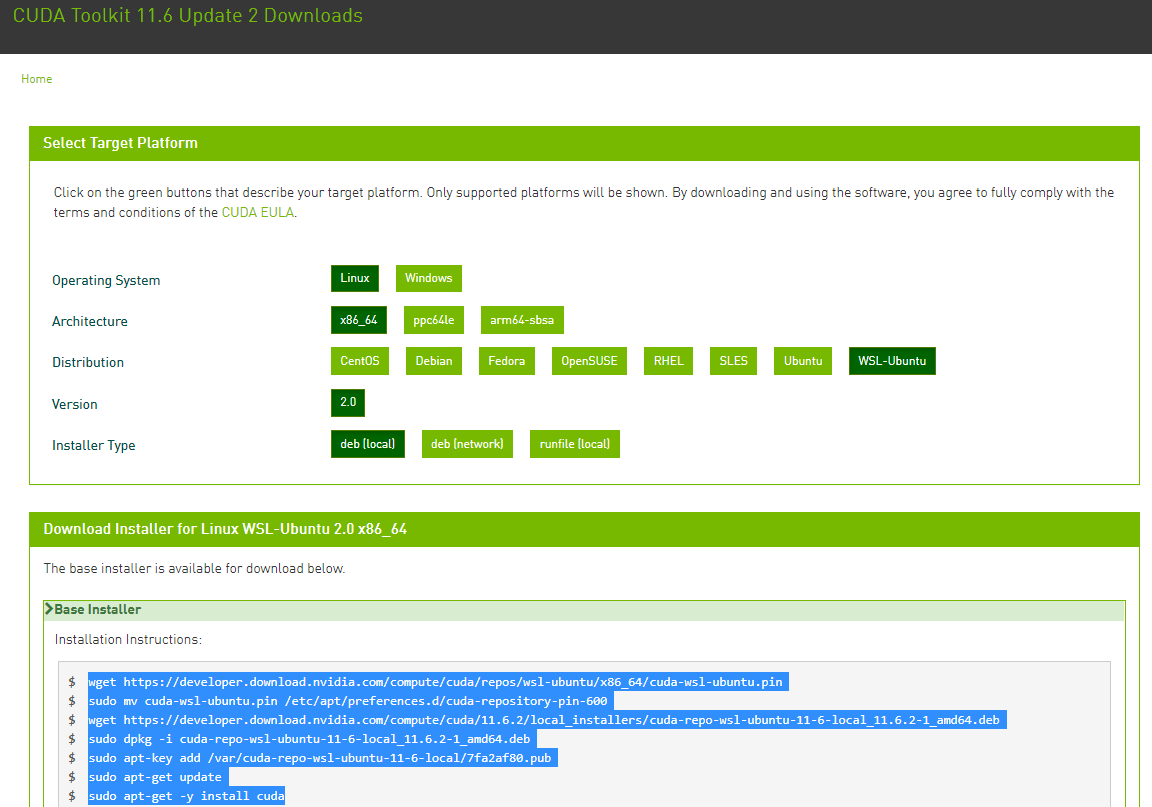 CUDA Toolkit 11.6 Update 2 Downloads
Home
Select Target Platform
Click on the green buttons that describe your target platform. Only supported platforms will be shown. By downloading and using the software, you agree to fully comply with the
terms and conditions of the CUDA EULA.
Operating System Linux Windows
Architecture x86_64 ppc64le arm64-sbsa
Distribution CentOS Debian Fedora OpenSUSE RHEL SLES Ubuntu WSL-Ubuntu
Version 2.0
Installer Type deb (local) deb (network) runfile (local)
Download Installer for Linux WSL-Ubuntu 2.0 x86_64
The base installer is available for download below.
Base Installer
Installation Instructions:
$ wget https://developer.download.nvidia.com/compute/cuda/repos/wsl-ubuntu/x86_64/cuda-wsl-ubuntu.pin
$ sudo mv cuda-wsl-ubuntu.pin /etc/apt/preferences.d/cuda-repository-pin-600
$ wget https://developer.download.nvidia.com/compute/cuda/11.6.2/local_installers/cuda-repo-wsl-ubuntu-11-6-local_11.6.2-1_amd64.deb
$ sudo dpkg -i cuda-repo-wsl-ubuntu-11-6-local_11.6.2-1_amd64.deb
$ sudo apt-key add /var/cuda-repo-wsl-ubuntu-11-6-local/7fa2af80.pub
$ sudo apt-get update
$ sudo apt-get -y install cuda